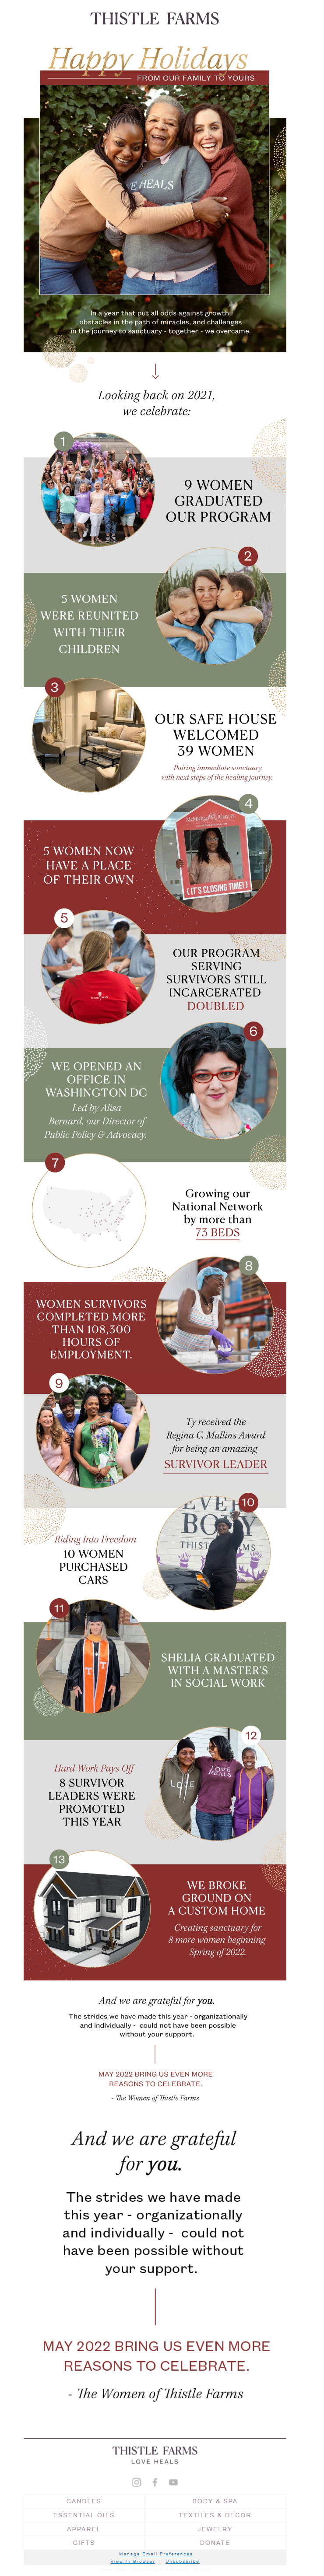 THISTLE FARMS
Happy Holidays
FROM OUR FAMILY TO YOURS
HEALS
In a year that put all odds against growth,
obstacles in the path of miracles, and challenges
in the journey to sanctuary - together - we overcame.
Looking back on 2021,
we celebrate:
1
9 WOMEN
GRADUATED
OUR PROGRAM
2
5 WOMEN
WERE REUNITED
WITH THEIR
CHILDREN
3
OUR SAFE HOUSE
WELCOMED
39 WOMEN
Pairing immediate sanctuary
with next steps of the healing journey.
4
5 WOMEN NOW
HAVE A PLACE
OF THEIR OWN
{ IT'S CLOSING TIME! }
5
OUR PROGRAM
SERVING
SURVIVORS STILL
INCARCERATED
DOUBLED
6
WE OPENED AN
OFFICE IN
WASHINGTON DC
Led by Alisa
Bernard, our Director of
Public Policy & Advocacy.
7
Growing our
National Network
by more than
73 BEDS
8
WOMEN SURVIVORS
COMPLETED MORE
THAN 108,300
HOURS OF
EMPLOYMENT.
9
Ty received the
Regina C. Mullins Award
for being an amazing
SURVIVOR LEADER
10
EVERY
BODY
THIST
Riding Into Freedom
10 WOMEN
PURCHASED
CARS
11
SHELIA GRADUATED
WITH A MASTER'S
IN SOCIAL WORK
12
LOVE
LOVE
HEALS
Hard Work Pays Off
8 SURVIVOR
LEADERS WERE
PROMOTED
THIS YEAR
13
WE BROKE
GROUND ON
A CUSTOM HOME
Creating sanctuary for
8 more women beginning
Spring of 2022.
And we are grateful for you.
The strides we have made this year - organizationally
and individually - could not have been possible
without your support.
MAY 2022 BRING US EVEN MORE
REASONS TO CELEBRATE.
- The Women of Thistle Farms
And we are grateful
for you.
The strides we have made
this year - organizationally
and individually - could not
have been possible without
your support.
MAY 2022 BRING US EVEN MORE
REASONS TO CELEBRATE.
- The Women of Thistle Farms
THISTLE FARMS
LOVE HEALS
CANDLES
BODY & SPA
ESSENTIAL OILS
TEXTILES & DECOR
APPAREL
JEWELRY
GIFTS
DONATE
Manage Email Preferences
View in Browser | Unsubscribe